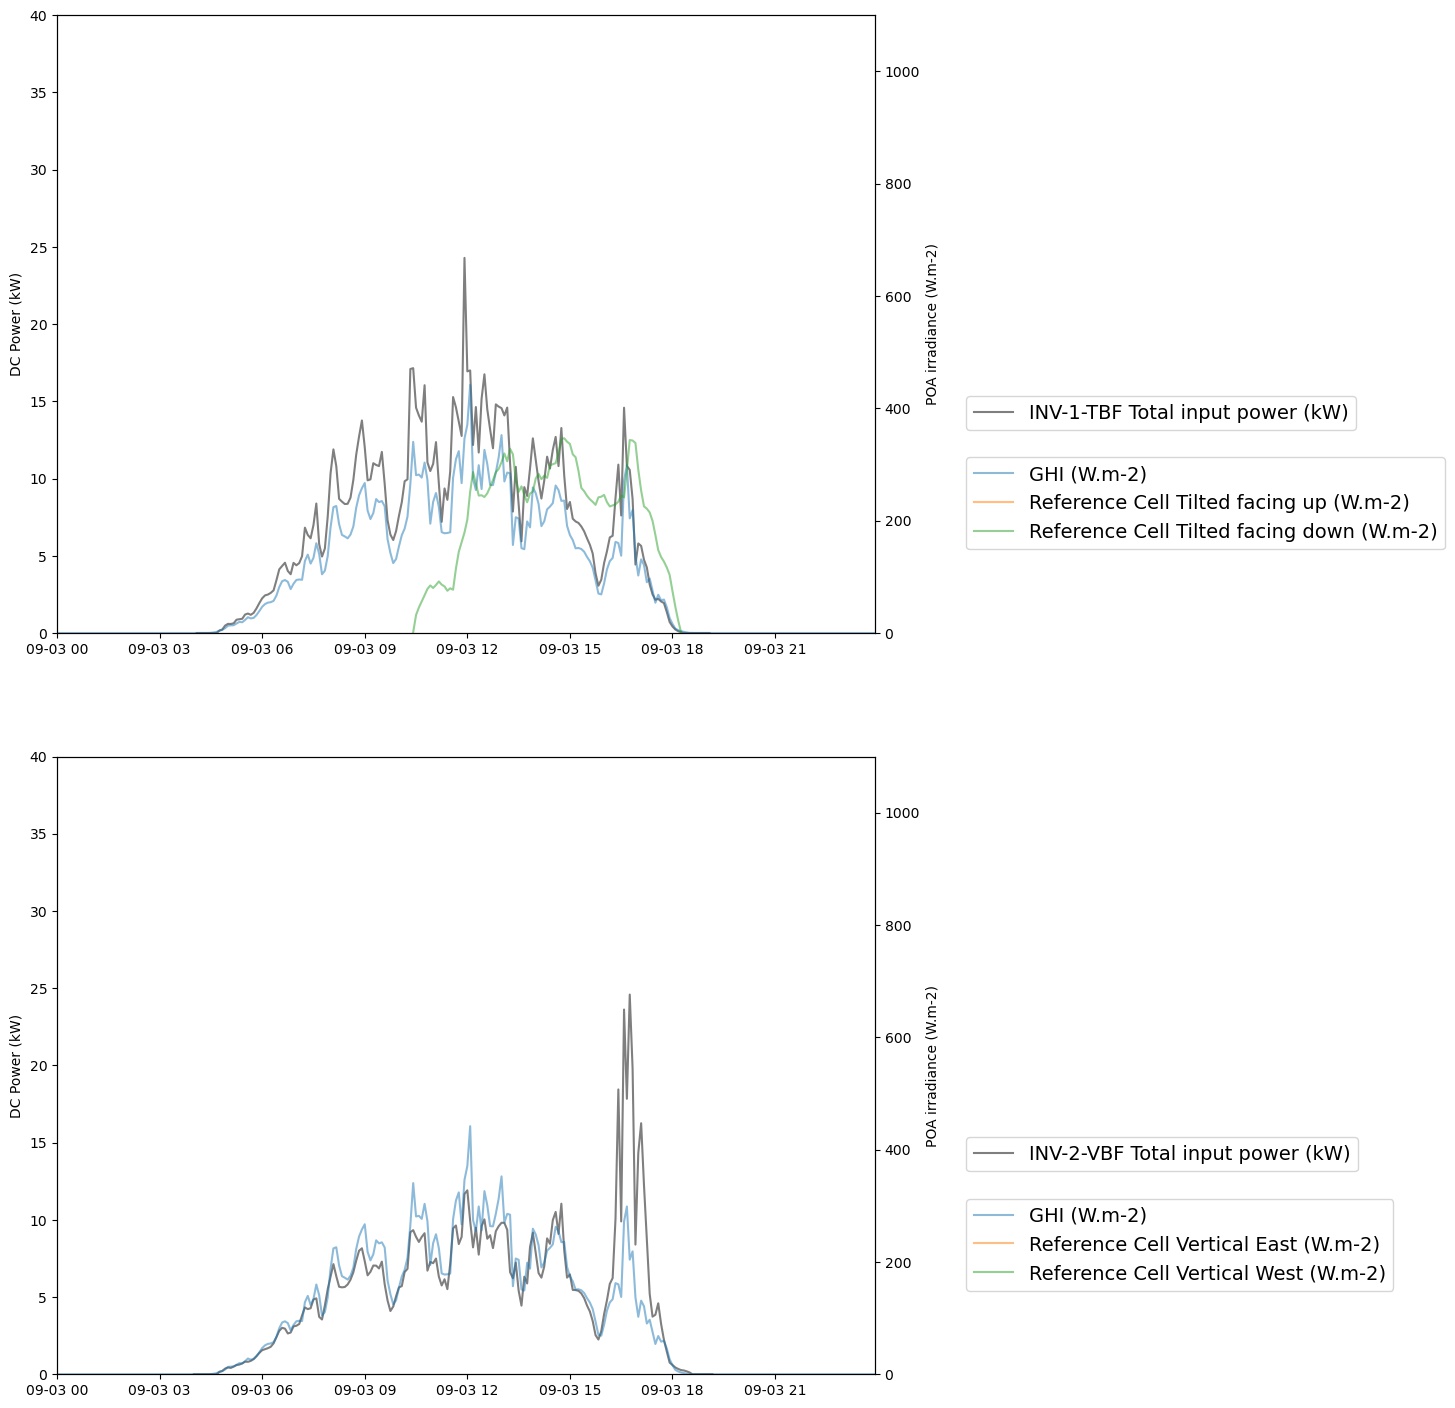 40
35
30
25
20
15
10
5
0
DC Power (kW)
1000
800
600
400
200
0
POA irradiance (W.m-2)
09-03 00 09-03 03 09-03 06 09-03 09 09-03 12 09-03 15 09-03 18 09-03 21
INV-1-TBF Total input power (kW)
GHI (W.m-2)
Reference Cell Tilted facing up (W.m-2)
Reference Cell Tilted facing down (W.m-2)
40
35
30
25
20
15
10
5
0
DC Power (kW)
1000
800
600
400
200
0
POA irradiance (W.m-2)
09-03 00 09-03 03 09-03 06 09-03 09 09-03 12 09-03 15 09-03 18 09-03 21
INV-2-VBF Total input power (kW)
GHI (W.m-2)
Reference Cell Vertical East (W.m-2)
Reference Cell Vertical West (W.m-2)